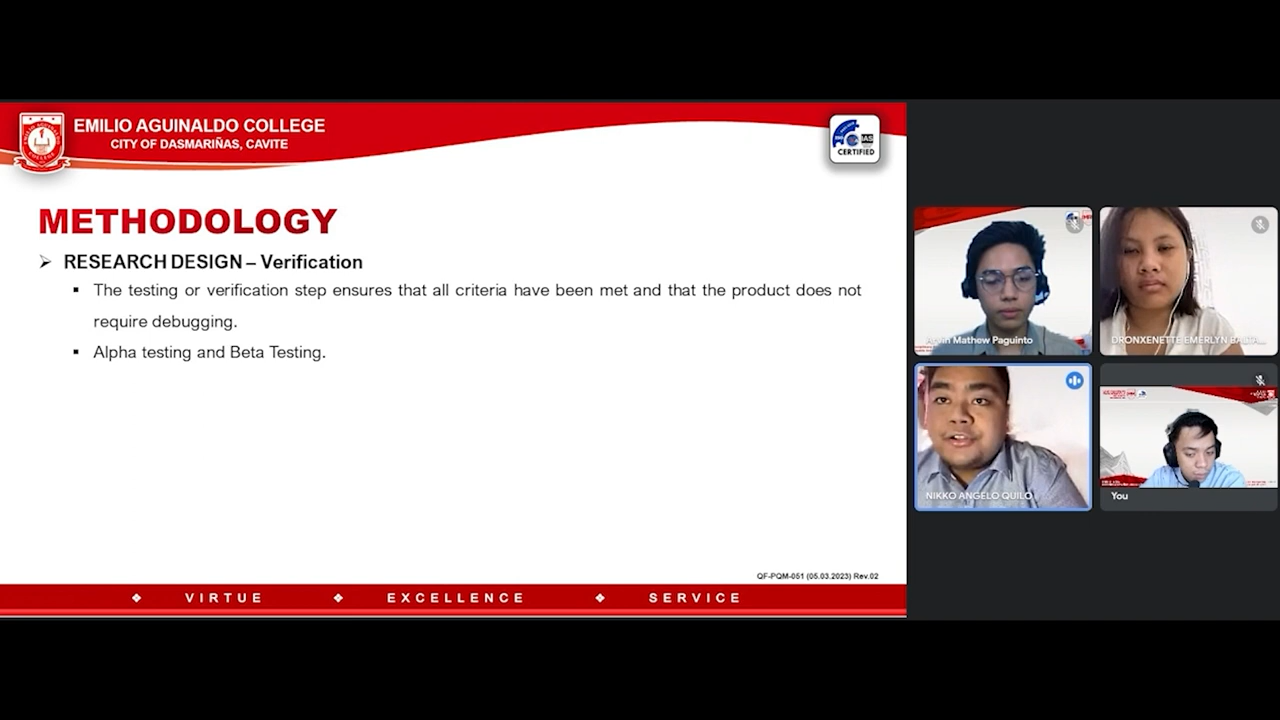 EMILIO AGUINALDO COLLEGE
CITY OF DASMARIÑAS, CAVITE
CERTIFIED
METHODOLOGY
➢ RESEARCH DESIGN – Verification
▪ The testing or verification step ensures that all criteria have been met and that the product does not
require debugging.
▪ Alpha testing and Beta Testing.
QF-PQM-051 (05.03.2023) Rev.02
❖ VIRTUE ❖ EXCELLENCE ❖ SERVICE
Mathew Paguinto
DRONXENETTE EMERLYN
NIKKO ANGELO QUILO
You